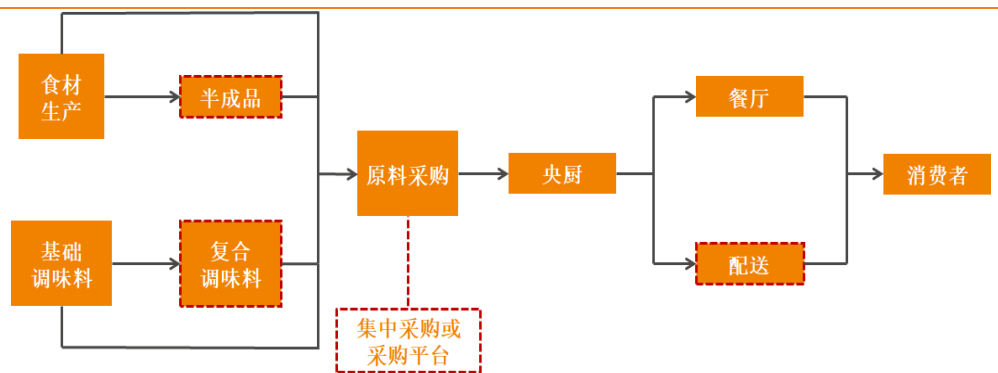 食材
生产
半成品
基础
调味料
复合
调味料
原料采购
集中采购或
采购平台
央厨
餐厅
配送
消费者